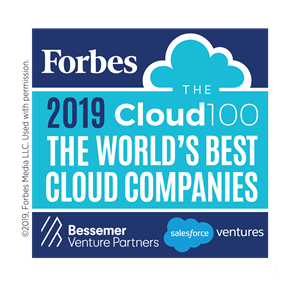 Forbes
THE
2019 Cloud100
THE WORLD'S BEST
CLOUD COMPANIES
Bessemer
Venture Partners
salesforce ventures
©2019, Forbes Media LLC. Used with permission.